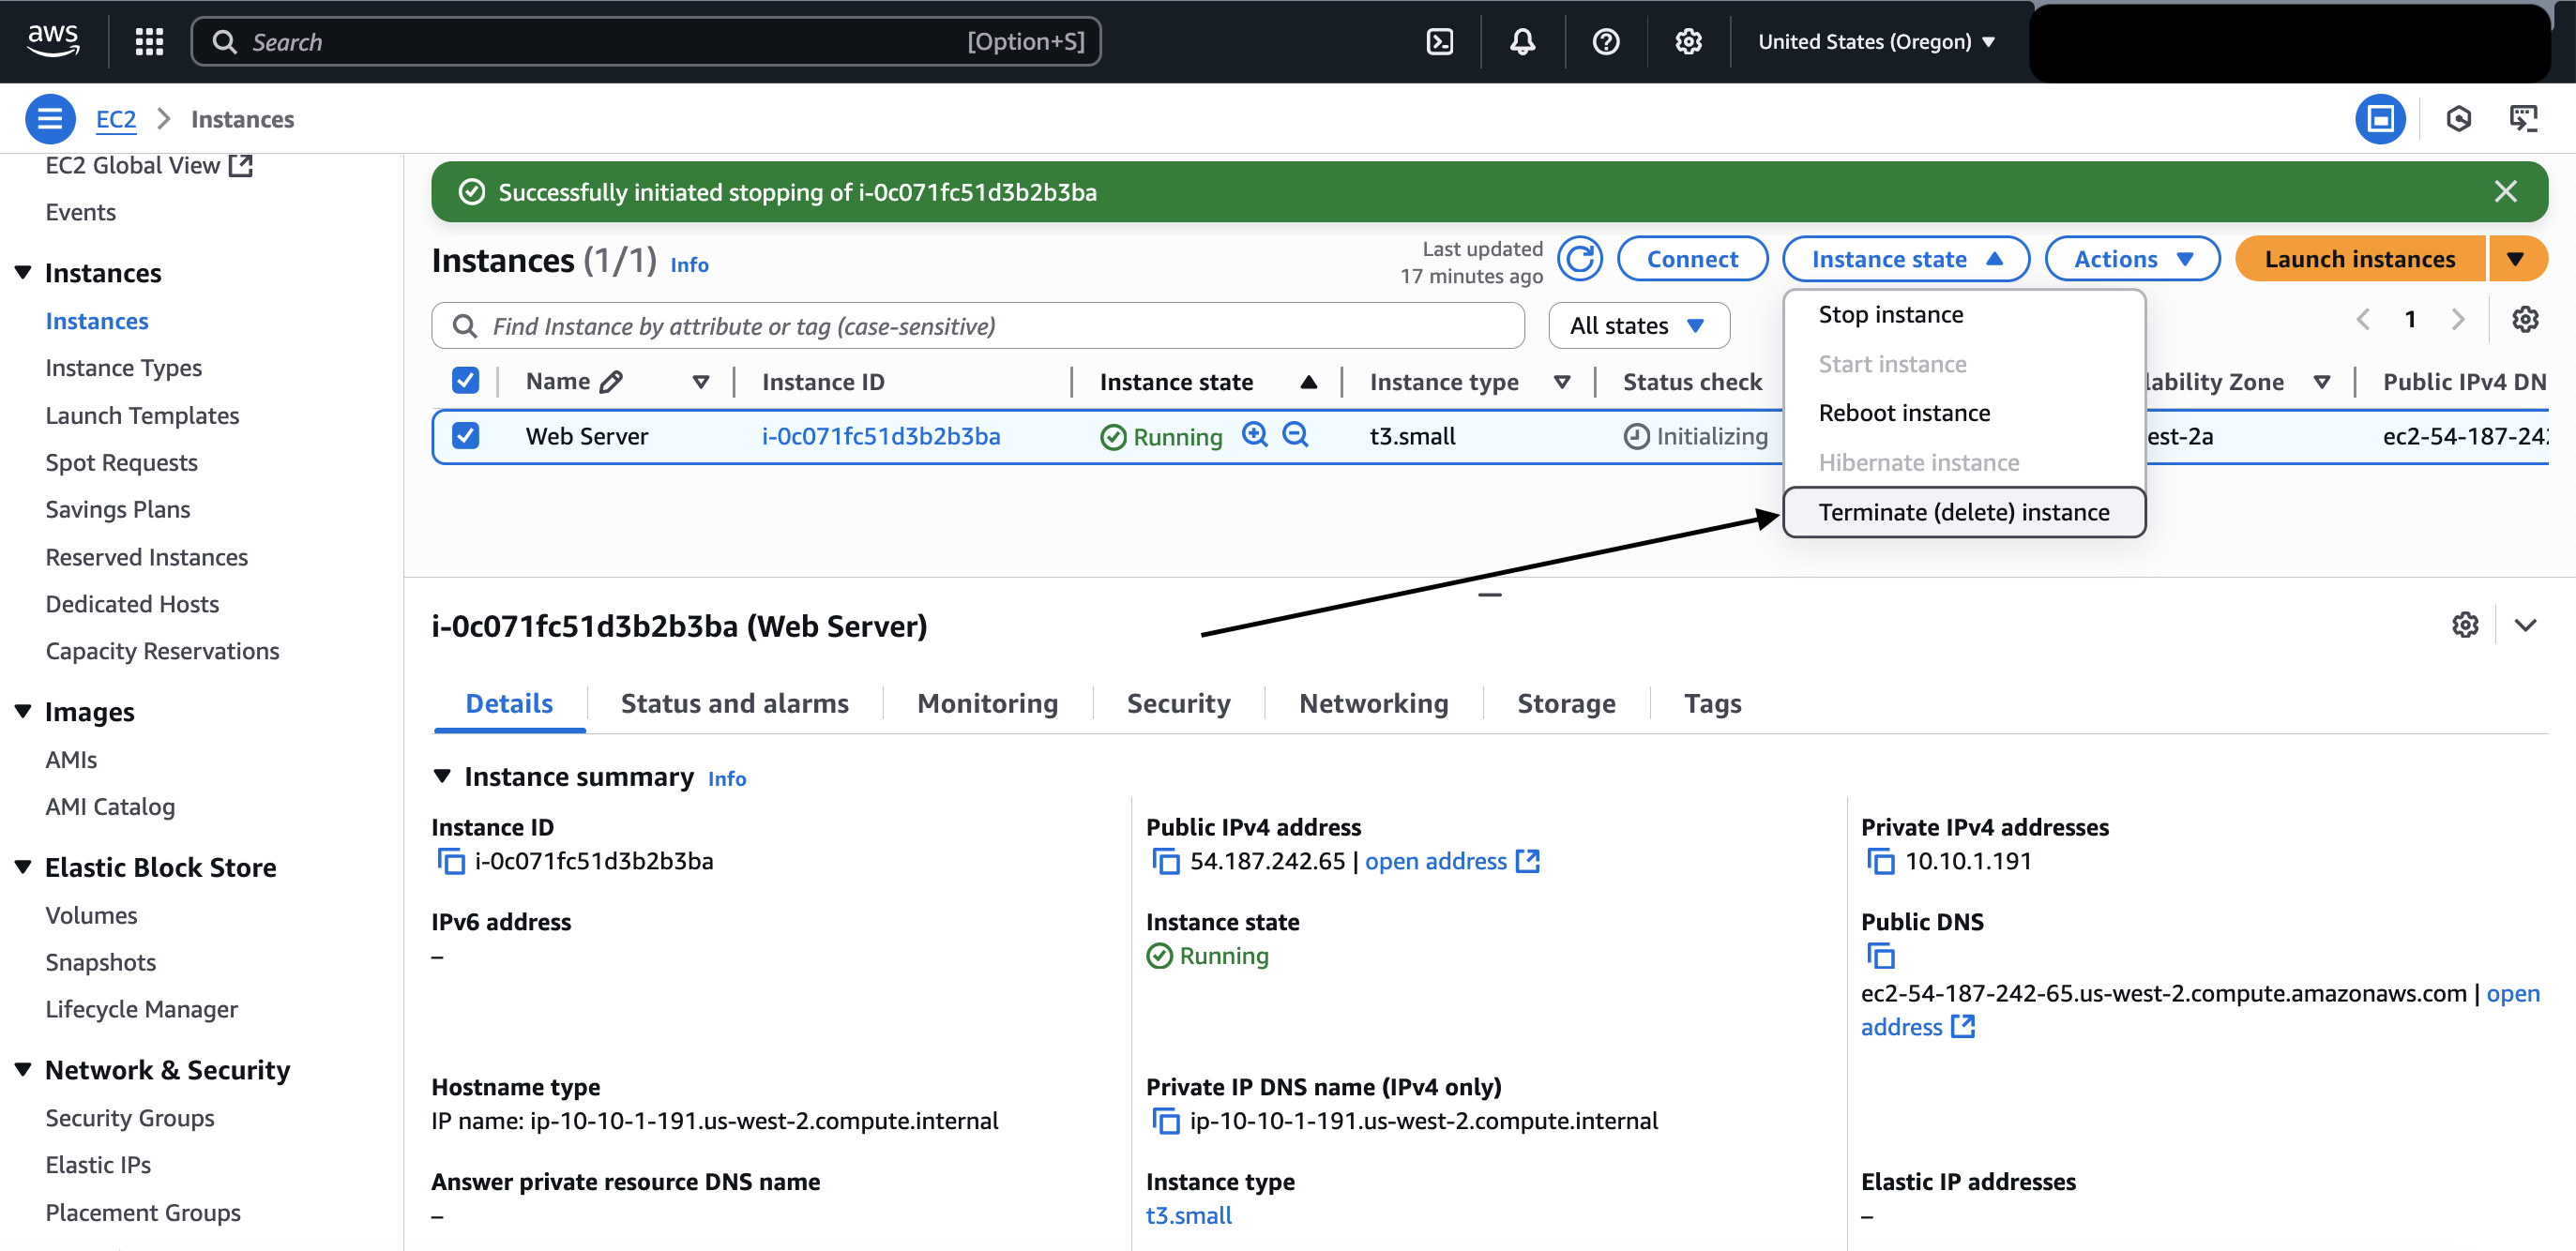 aws
Search [Option+S]
United States (Oregon)
EC2 Instances
EC2 Global View
Events
Instances
Instances
Instance Types
Launch Templates
Spot Requests
Savings Plans
Reserved Instances
Dedicated Hosts
Capacity Reservations
Images
AMIs
AMI Catalog
Elastic Block Store
Volumes
Snapshots
Lifecycle Manager
Network & Security
Security Groups
Elastic IPs
Placement Groups
Successfully initiated stopping of i-0c071fc51d3b2b3ba
Instances (1/1) Info
Last updated
17 minutes ago
Connect
Instance state
Actions
Launch instances
Find Instance by attribute or tag (case-sensitive)
All states
1
Stop instance
Start instance
Reboot instance
Hibernate instance
Terminate (delete) instance
Name Instance ID Instance state Instance type Status check lability Zone Public IPv4 DN
Web Server i-0c071fc51d3b2b3ba Running t3.small Initializing est-2a ec2-54-187-242
i-0c071fc51d3b2b3ba (Web Server)
Details Status and alarms Monitoring Security Networking Storage Tags
Instance summary Info
Instance ID
i-0c071fc51d3b2b3ba
Public IPv4 address
54.187.242.65 | open address
Private IPv4 addresses
10.10.1.191
IPv6 address
–
Instance state
Running
Public DNS
ec2-54-187-242-65.us-west-2.compute.amazonaws.com | open
address
Hostname type
IP name: ip-10-10-1-191.us-west-2.compute.internal
Private IP DNS name (IPv4 only)
ip-10-10-1-191.us-west-2.compute.internal
Answer private resource DNS name
–
Instance type
t3.small
Elastic IP addresses
–